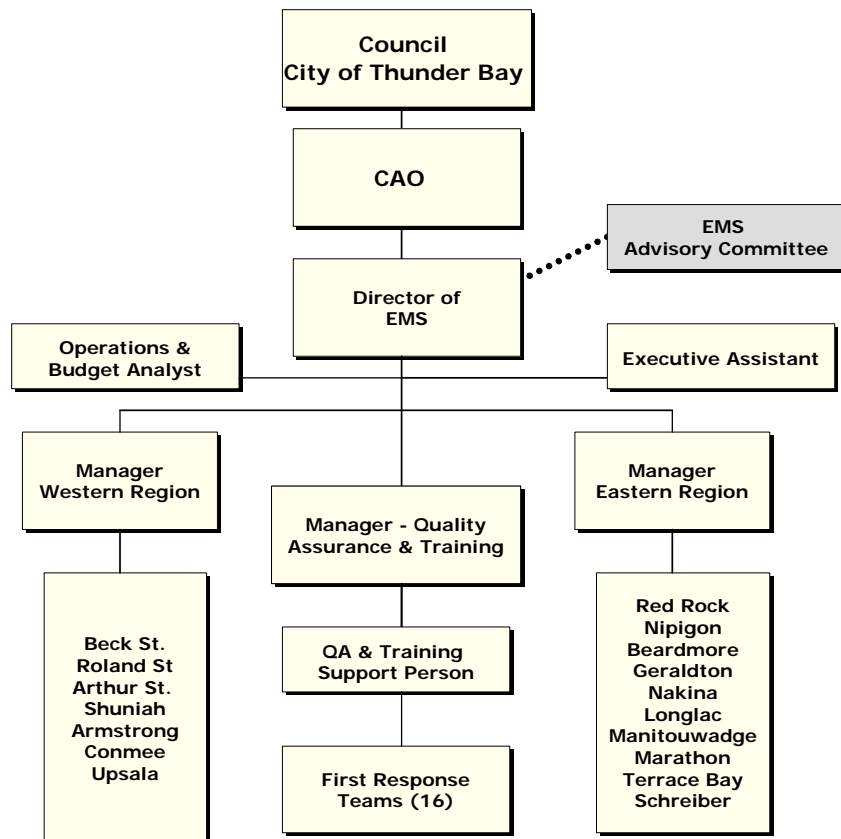 Council
City of Thunder Bay
CAO
EMS
Advisory Committee
Director of
EMS
Operations &
Budget Analyst
Executive Assistant
Manager
Western Region
Manager - Quality
Assurance & Training
Manager
Eastern Region
Beck St.
Roland St
Arthur St.
Shuniah
Armstrong
Conmee
Upsala
QA & Training
Support Person
First Response
Teams (16)
Red Rock
Nipigon
Beardmore
Geraldton
Nakina
Longlac
Manitouwadge
Marathon
Terrace Bay
Schreiber